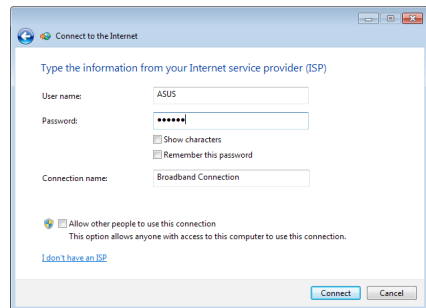 Connect to the Internet
Type the information from your Internet service provider (ISP)
User name: ASUS
Password: ••••••
Show characters
Remember this password
Connection name: Broadband Connection
Allow other people to use this connection
This option allows anyone with access to this computer to use this connection.
I don't have an ISP
Connect Cancel